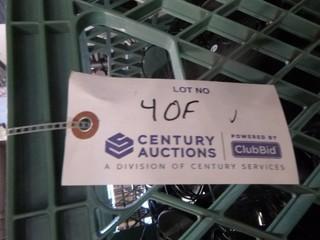 LOT NO
40F
CENTURY AUCTIONS
POWERED BY
ClubBid
A DIVISION OF CENTURY SERVICES